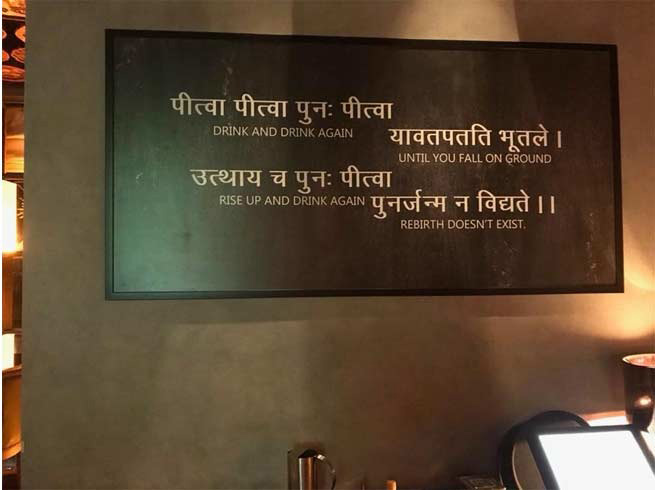 पीत्वा पीत्वा पुनः पीत्वा
DRINK AND DRINK AGAIN
यावतपतति भूतले।
UNTIL YOU FALL ON GROUND
उत्थाय च पुनः पीत्वा
RISE UP AND DRINK AGAIN
पुनर्जन्म न विद्यते।।
REBIRTH DOESN'T EXIST.